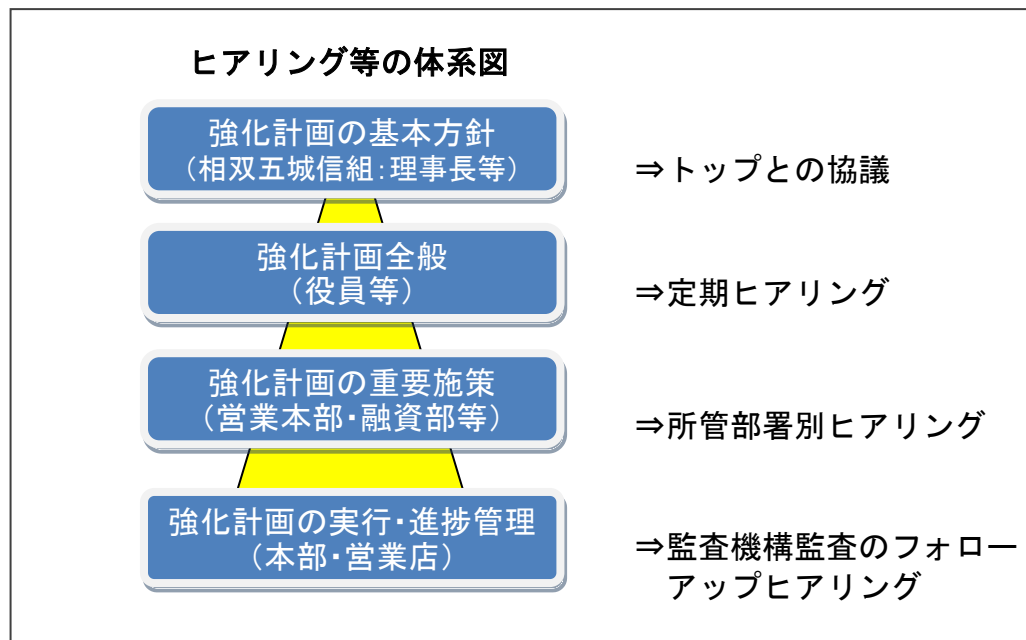 ヒアリング等の体系図
強化計画の基本方針
（相双五城信組：理事長等）
⇒トップとの協議
強化計画全般
（役員等）
⇒定期ヒアリング
強化計画の重要施策
（営業本部・融資部等）
⇒所管部署別ヒアリング
強化計画の実行・進捗管理
（本部・営業店）
⇒監査機構監査のフォロー
アップヒアリング